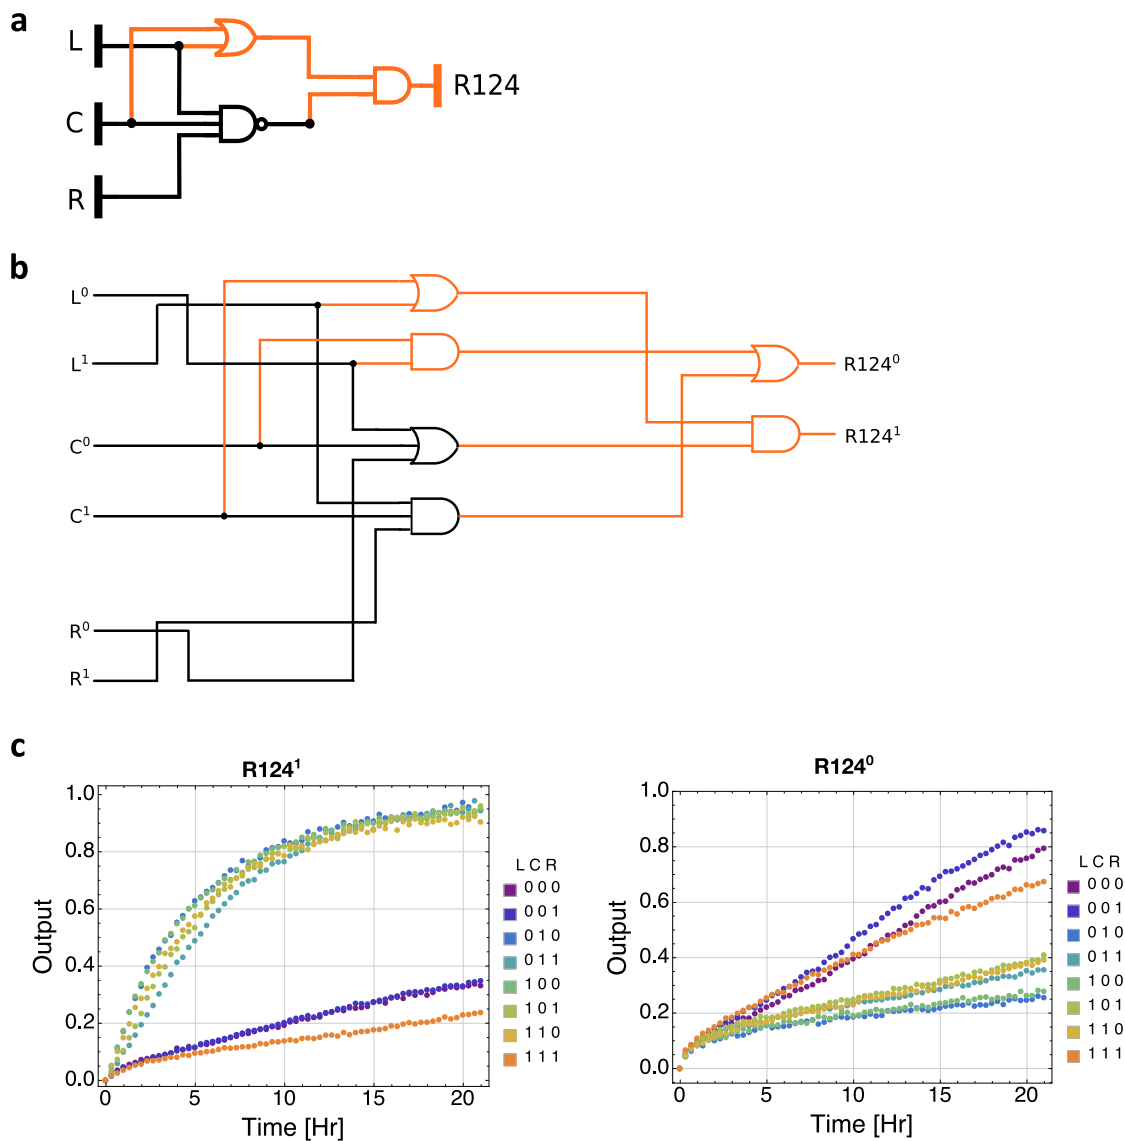 a
L
C
R
R124
b
L⁰
L¹
C⁰
C¹
R⁰
R¹
R124⁰
R124¹
c
R124¹
Output
1.0
0.8
0.6
0.4
0.2
0.0
0 5 10 15 20
Time [Hr]
L C R
0 0 0
0 0 1
0 1 0
0 1 1
1 0 0
1 0 1
1 1 0
1 1 1
R124⁰
Output
1.0
0.8
0.6
0.4
0.2
0.0
0 5 10 15 20
Time [Hr]
L C R
0 0 0
0 0 1
0 1 0
0 1 1
1 0 0
1 0 1
1 1 0
1 1 1